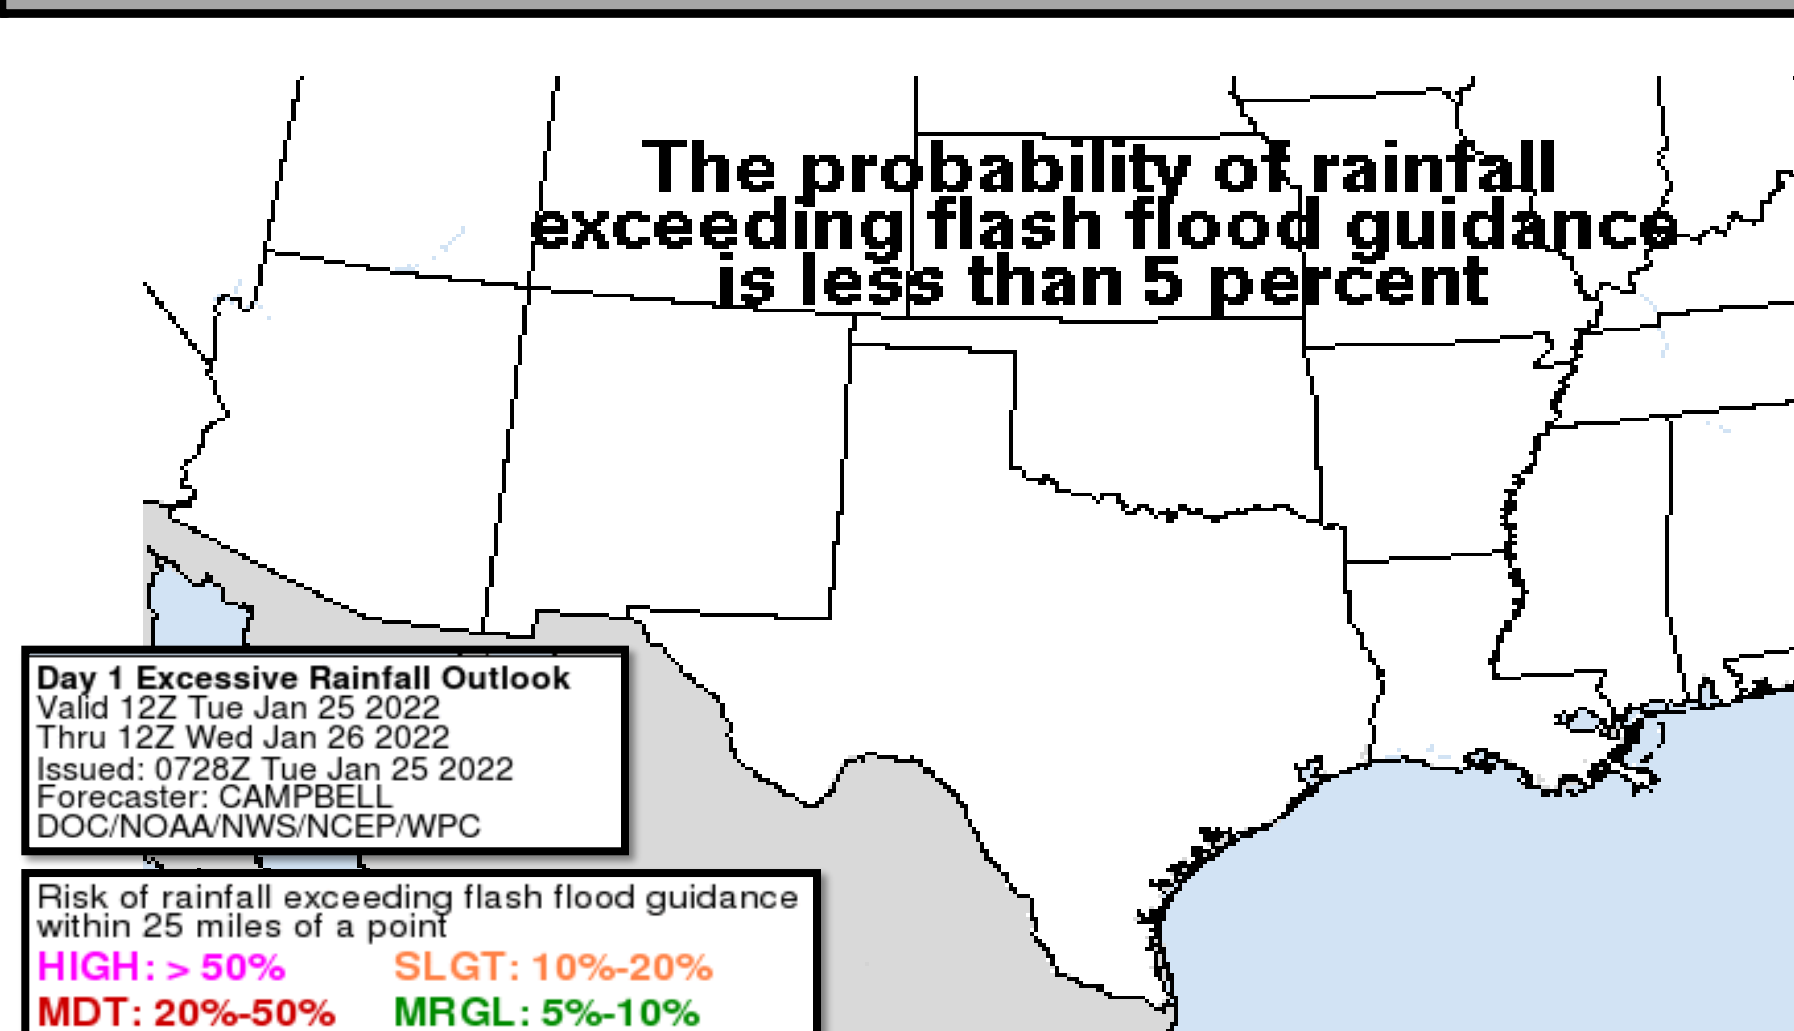 The probability of rainfall
exceeding flash flood guidance
is less than 5 percent
Day 1 Excessive Rainfall Outlook
Valid 12Z Tue Jan 25 2022
Thru 12Z Wed Jan 26 2022
Issued: 0728Z Tue Jan 25 2022
Forecaster: CAMPBELL
DOC/NOAA/NWS/NCEP/WPC
Risk of rainfall exceeding flash flood guidance
within 25 miles of a point
HIGH: > 50% SLGT: 10%-20%
MDT: 20%-50% MRGL: 5%-10%